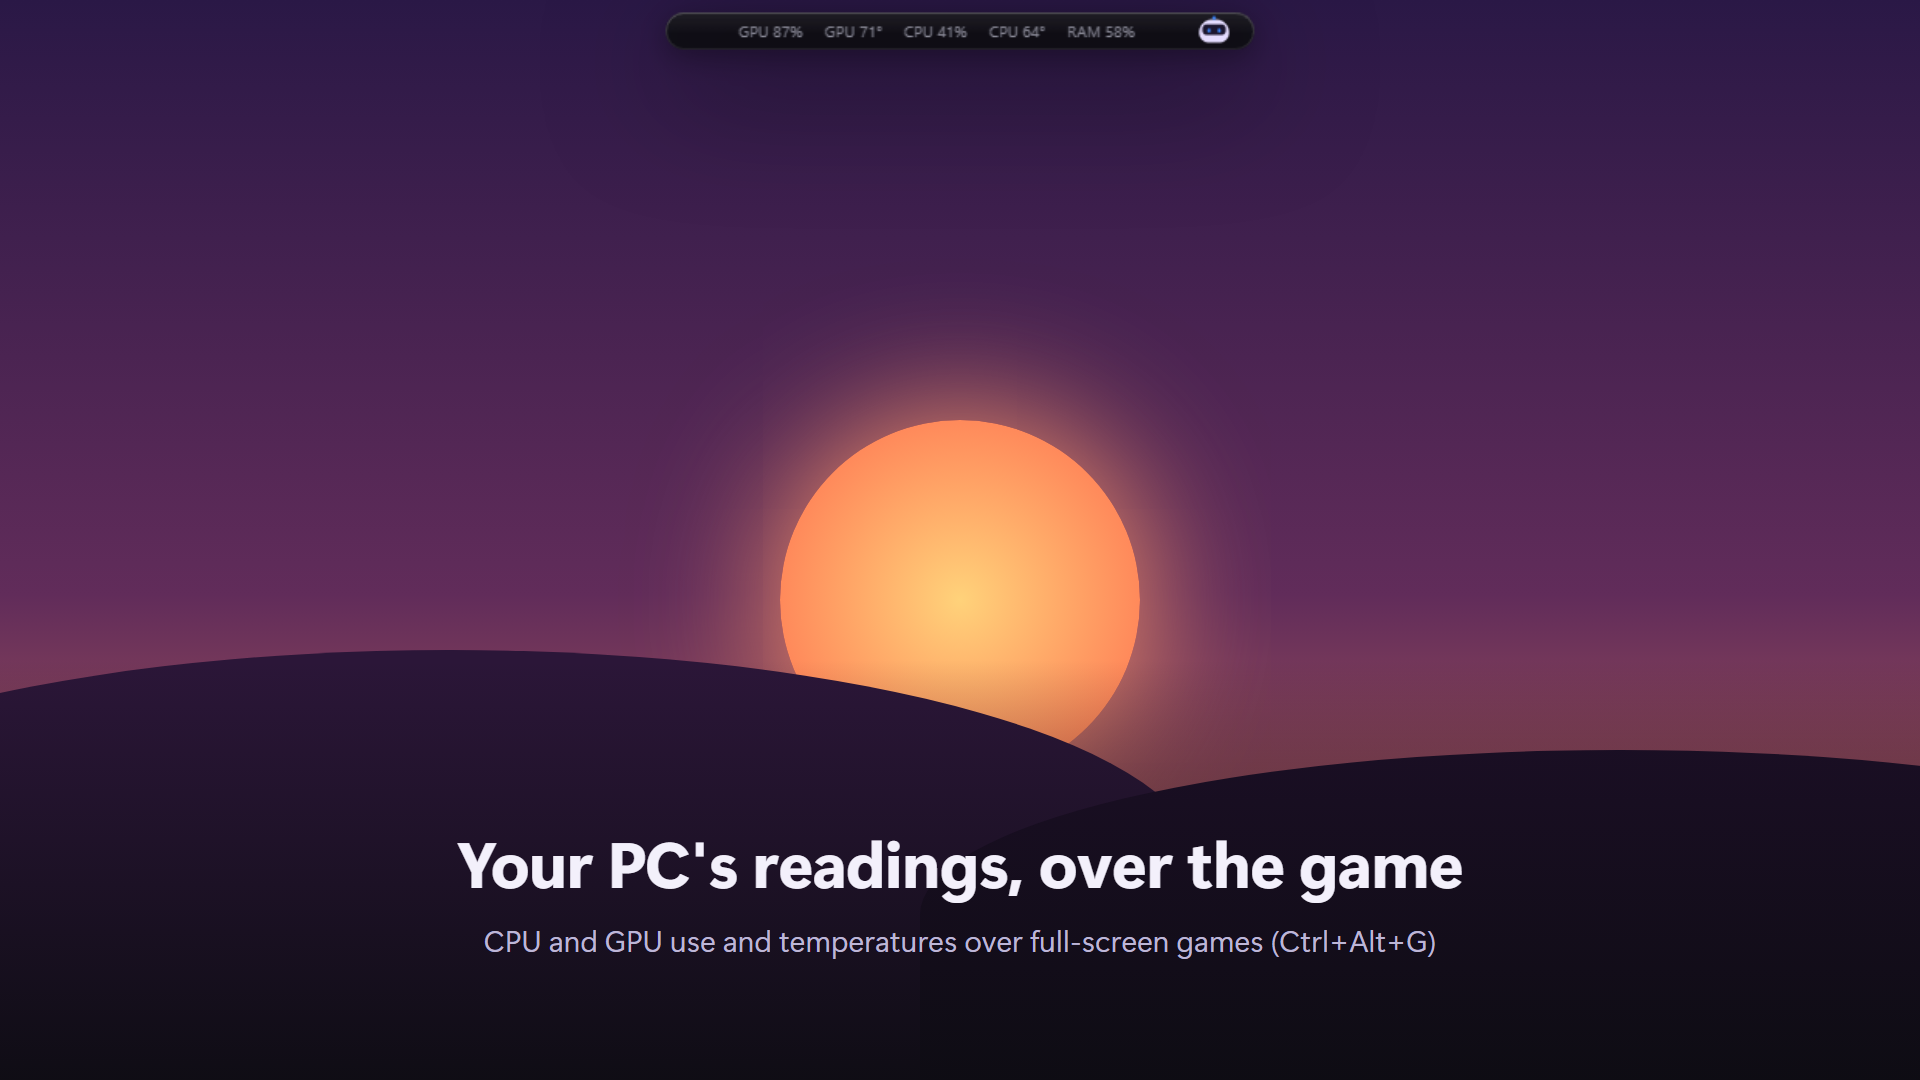 GPU 87% GPU 71° CPU 41% CPU 64° RAM 58%
Your PC's readings, over the game
CPU and GPU use and temperatures over full-screen games (Ctrl+Alt+G)